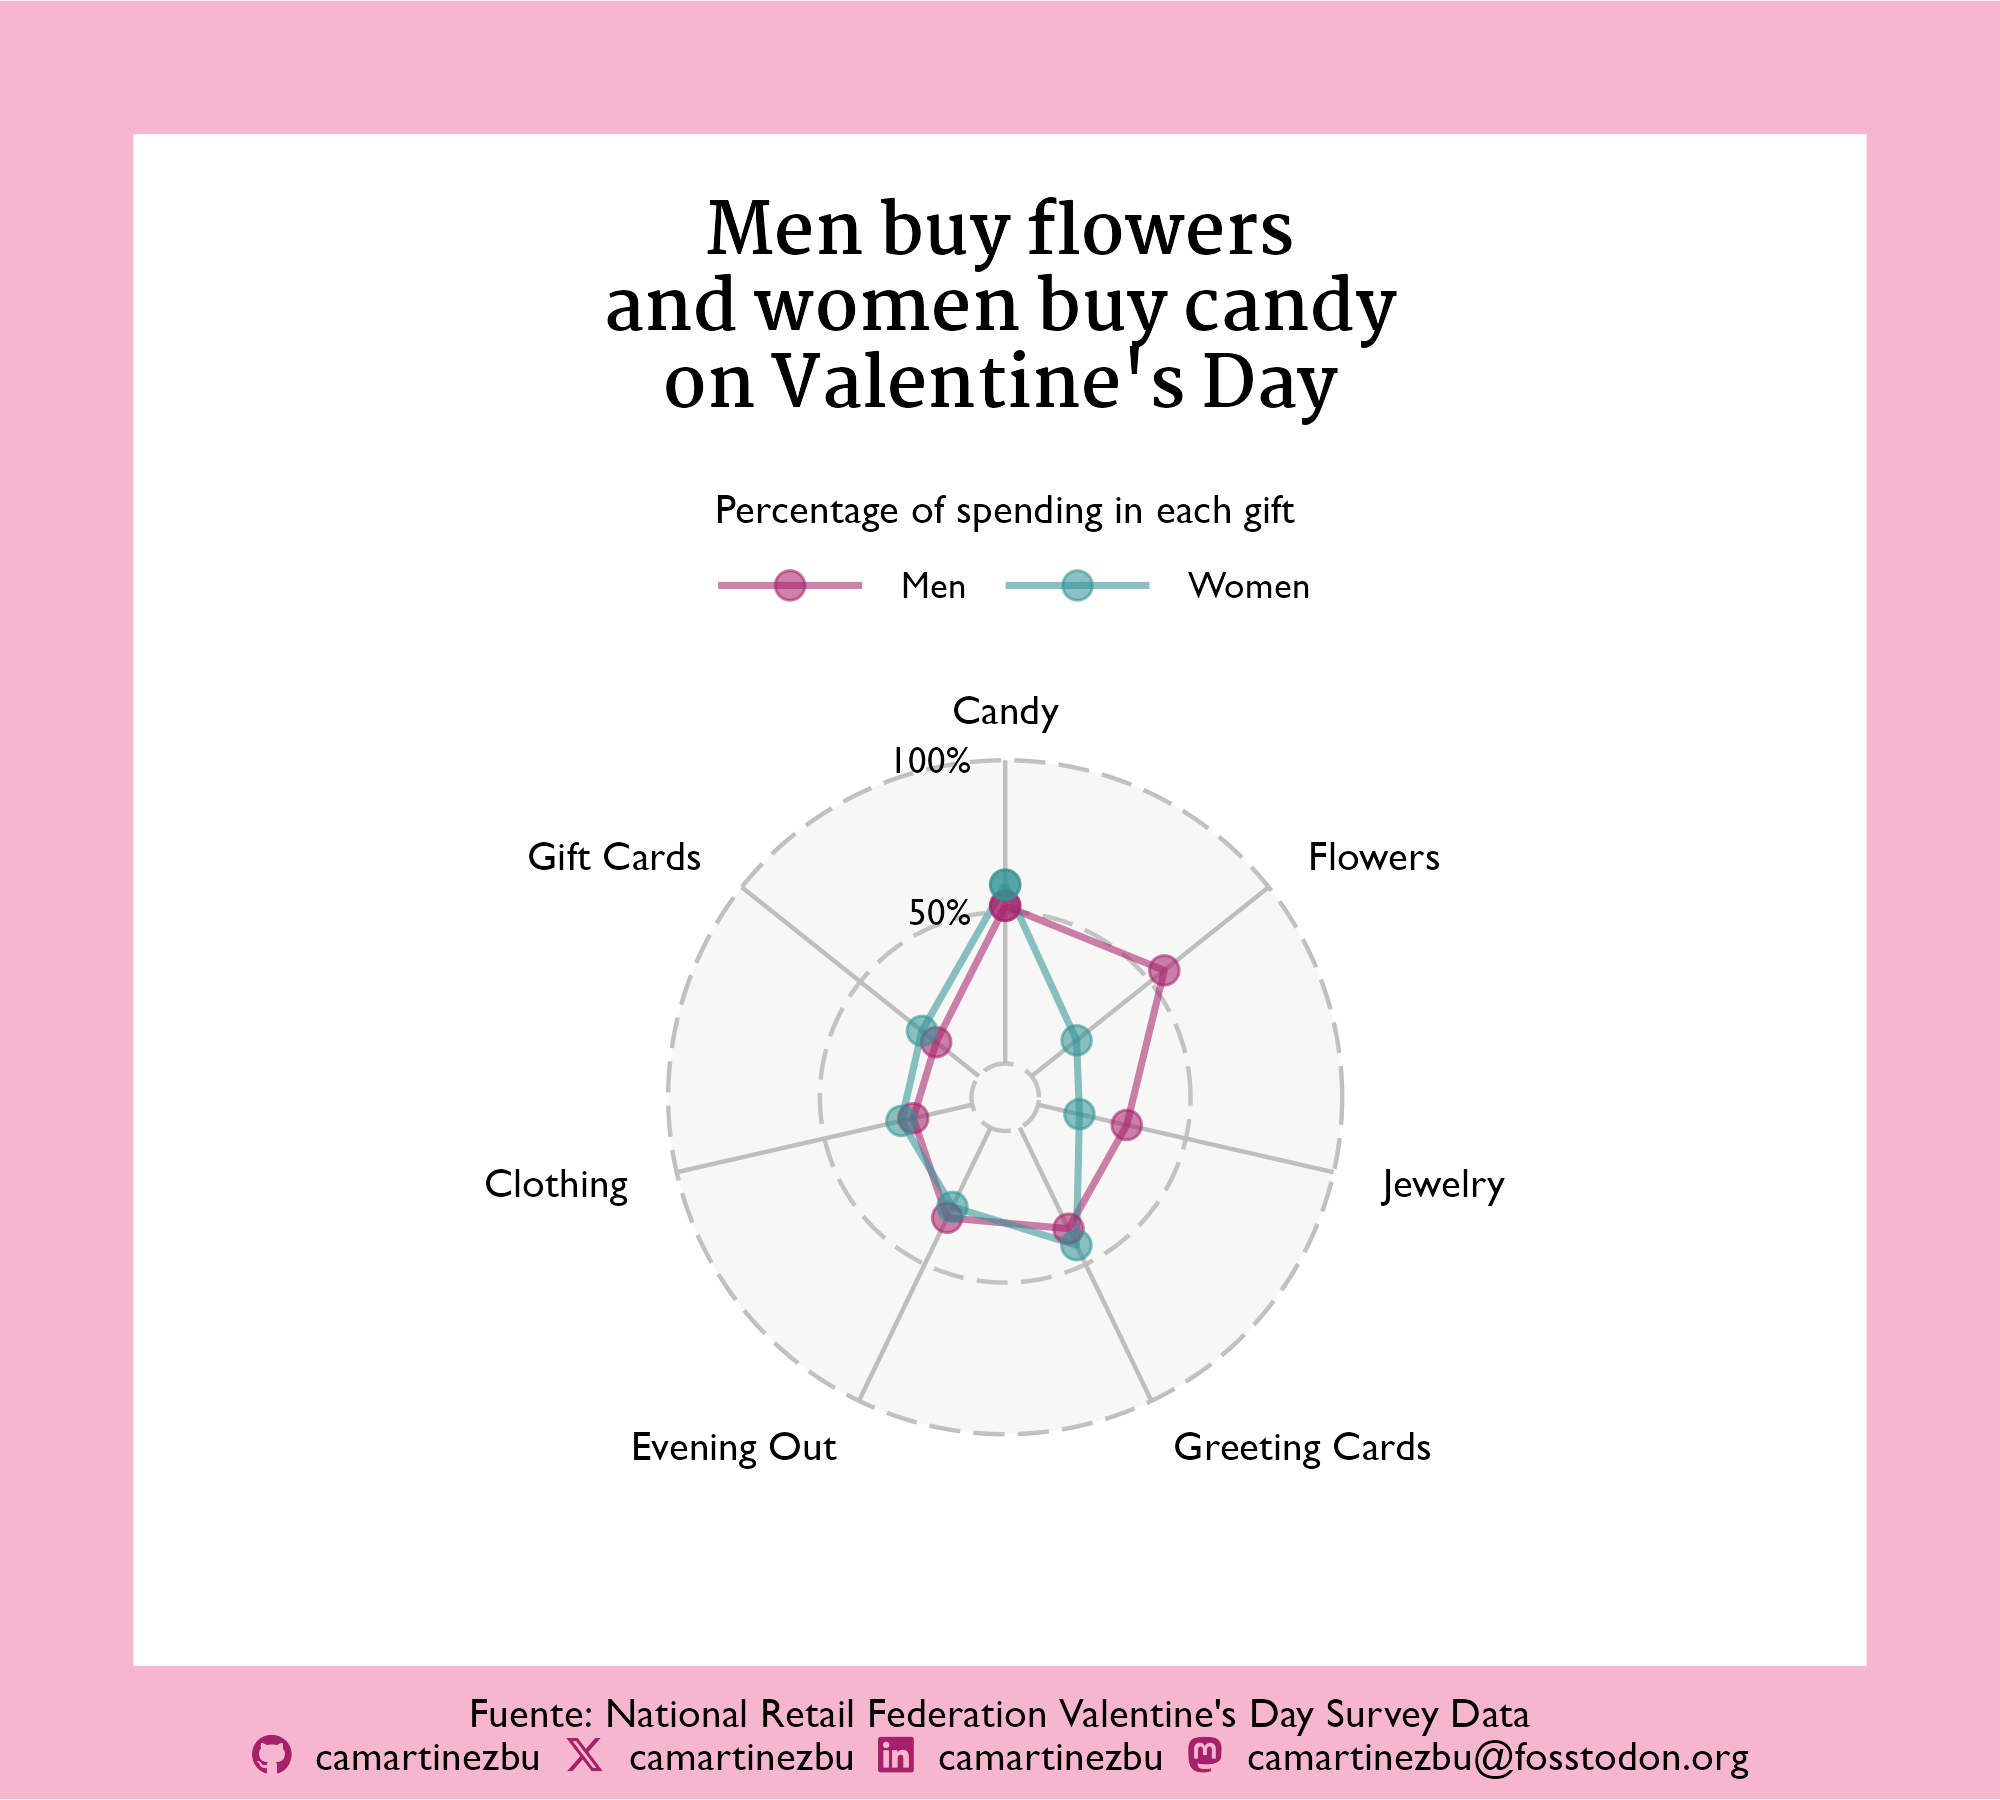 Men buy flowers
and women buy candy
on Valentine's Day
Percentage of spending in each gift
Men Women
Candy
100%
Gift Cards Flowers
50%
Clothing Jewelry
Evening Out Greeting Cards
Fuente: National Retail Federation Valentine's Day Survey Data
camartinezbu camartinezbu camartinezbu camartinezbu@fosstodon.org